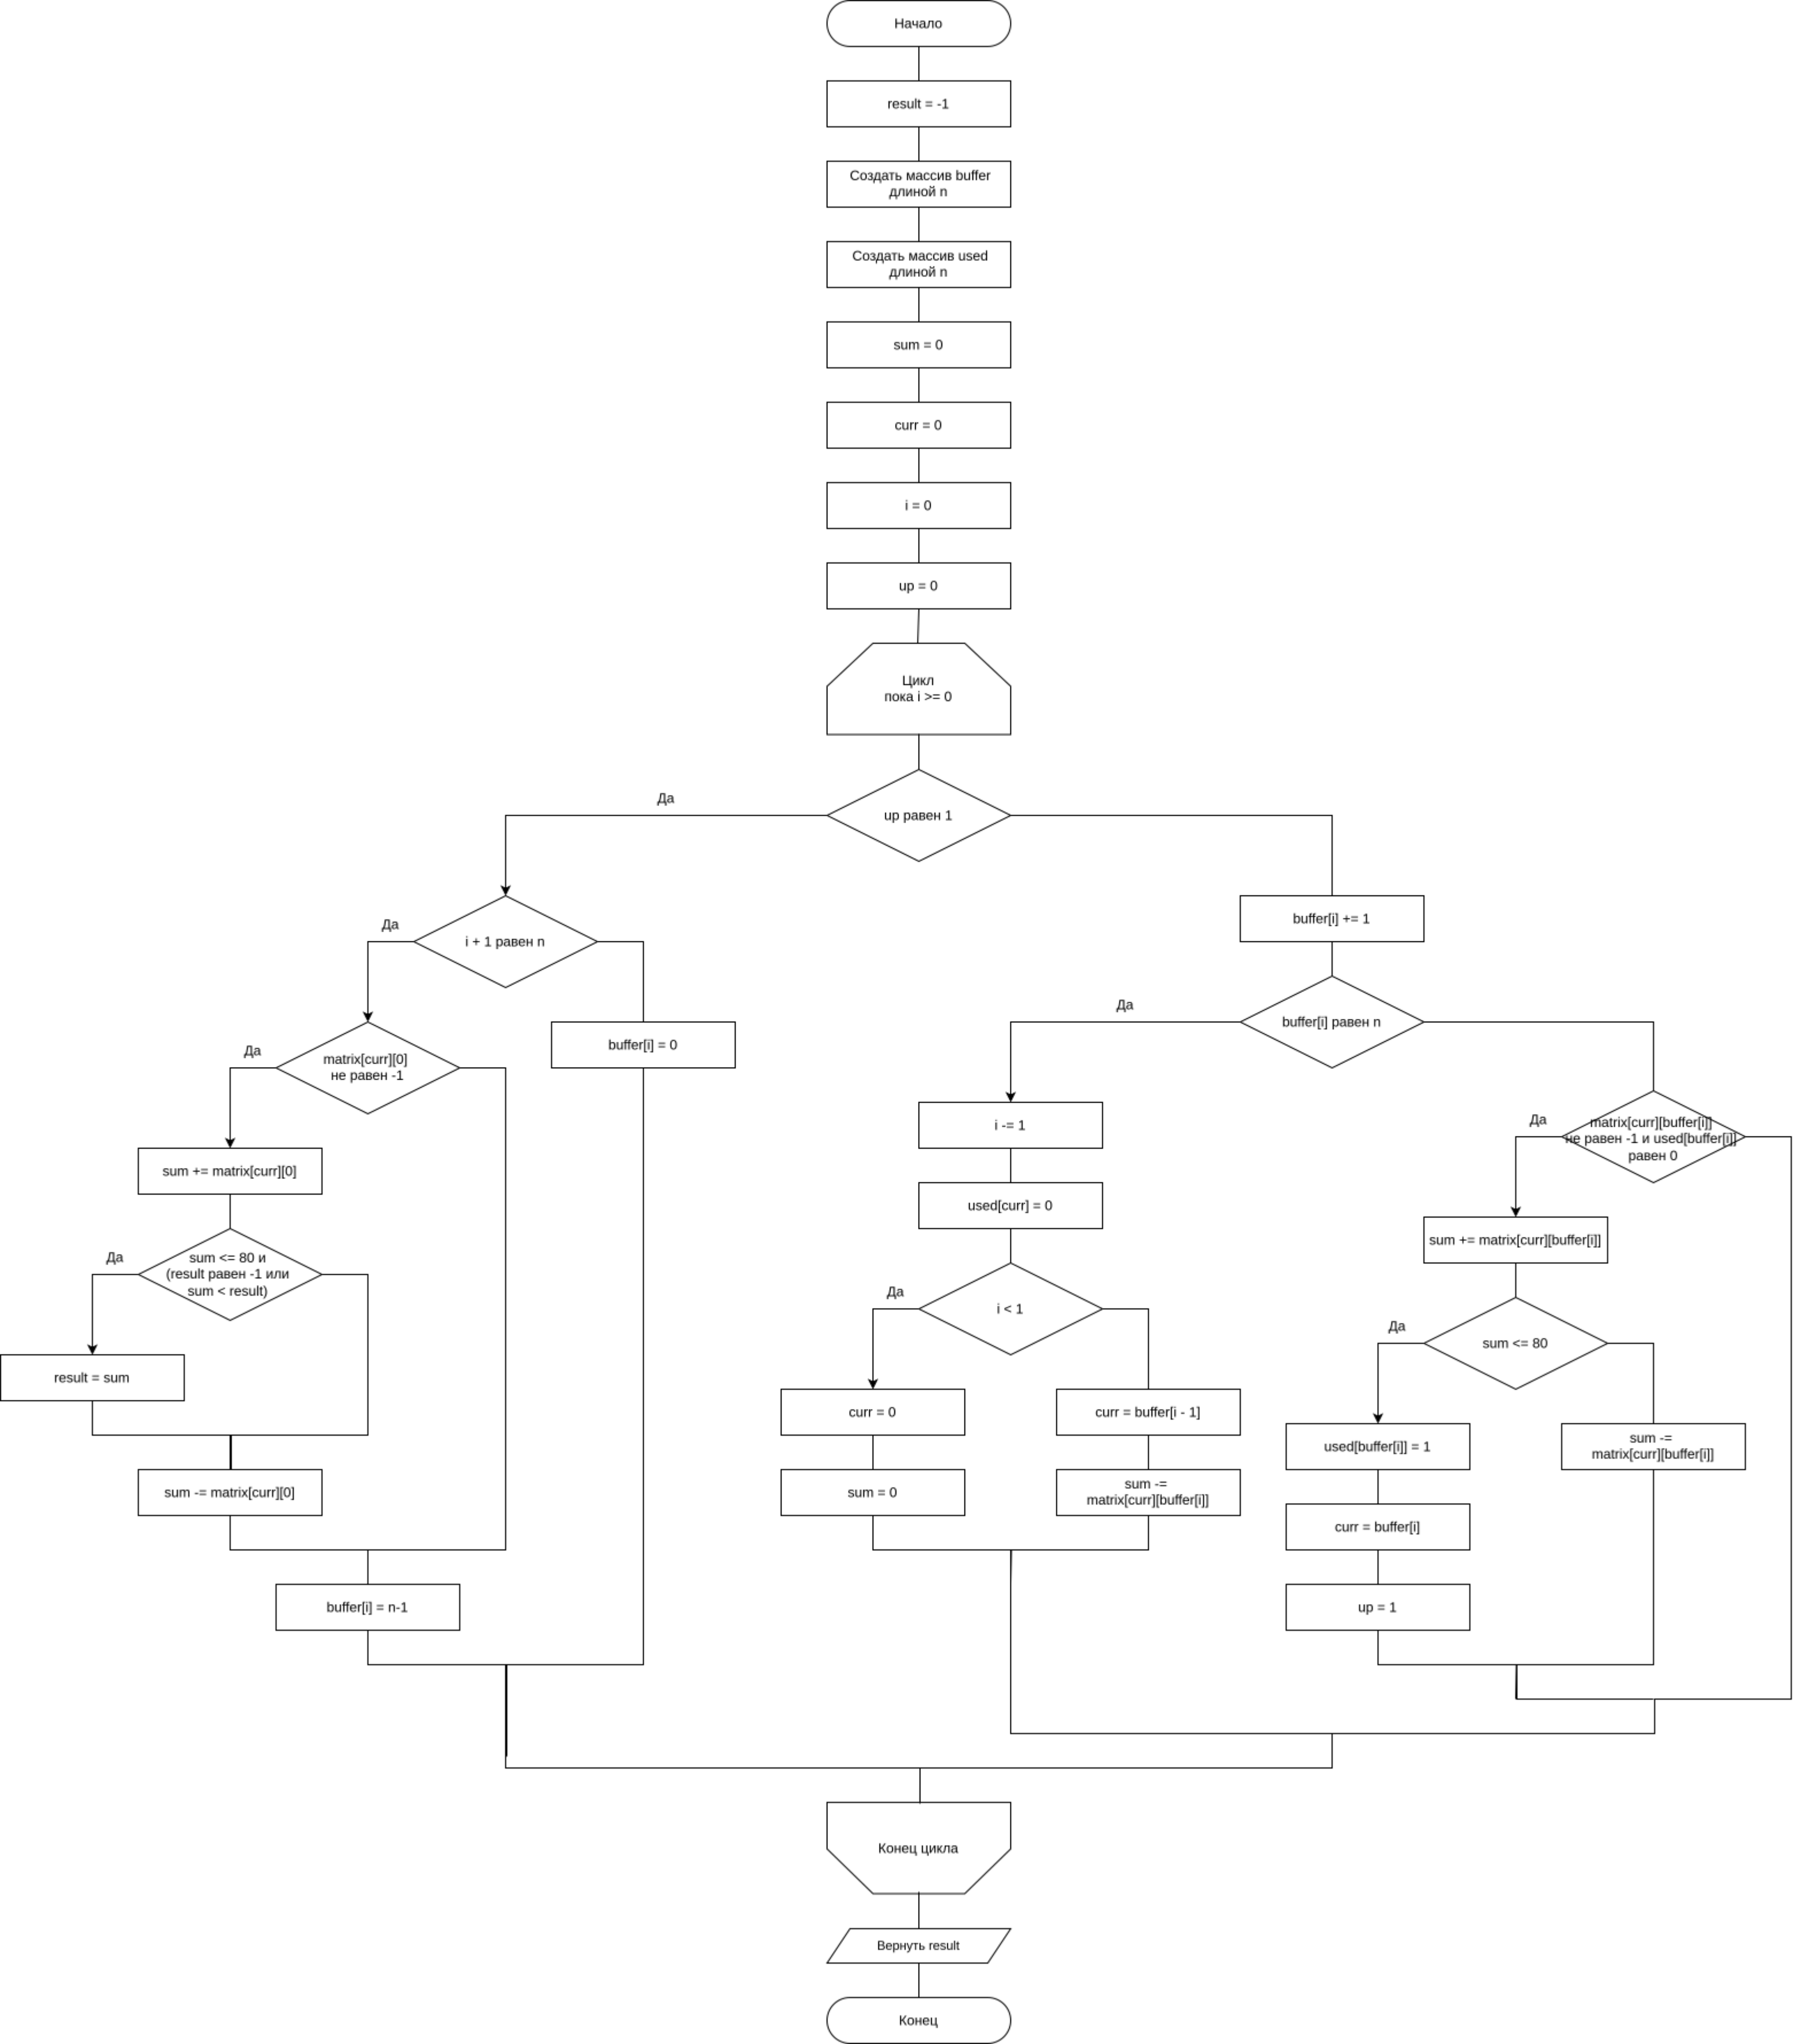 Начало
result = -1
Создать массив buffer
длиной n
Создать массив used
длиной n
sum = 0
curr = 0
i = 0
up = 0
Цикл
пока i >= 0
Да
up равен 1
Да
i + 1 равен n
buffer[i] += 1
Да
buffer[i] равен n
Да
matrix[curr][0]
не равен -1
buffer[i] = 0
i -= 1
Да
matrix[curr][buffer[i]]
не равен -1 и used[buffer[i]]
равен 0
sum += matrix[curr][0]
used[curr] = 0
sum += matrix[curr][buffer[i]]
Да
sum <= 80 и
(result равен -1 или
sum < result)
Да
i < 1
Да
sum <= 80
result = sum
curr = 0
curr = buffer[i - 1]
used[buffer[i]] = 1
sum -=
matrix[curr][buffer[i]]
sum -= matrix[curr][0]
sum = 0
sum -=
matrix[curr][buffer[i]]
curr = buffer[i]
buffer[i] = n-1
up = 1
Конец цикла
Вернуть result
Конец